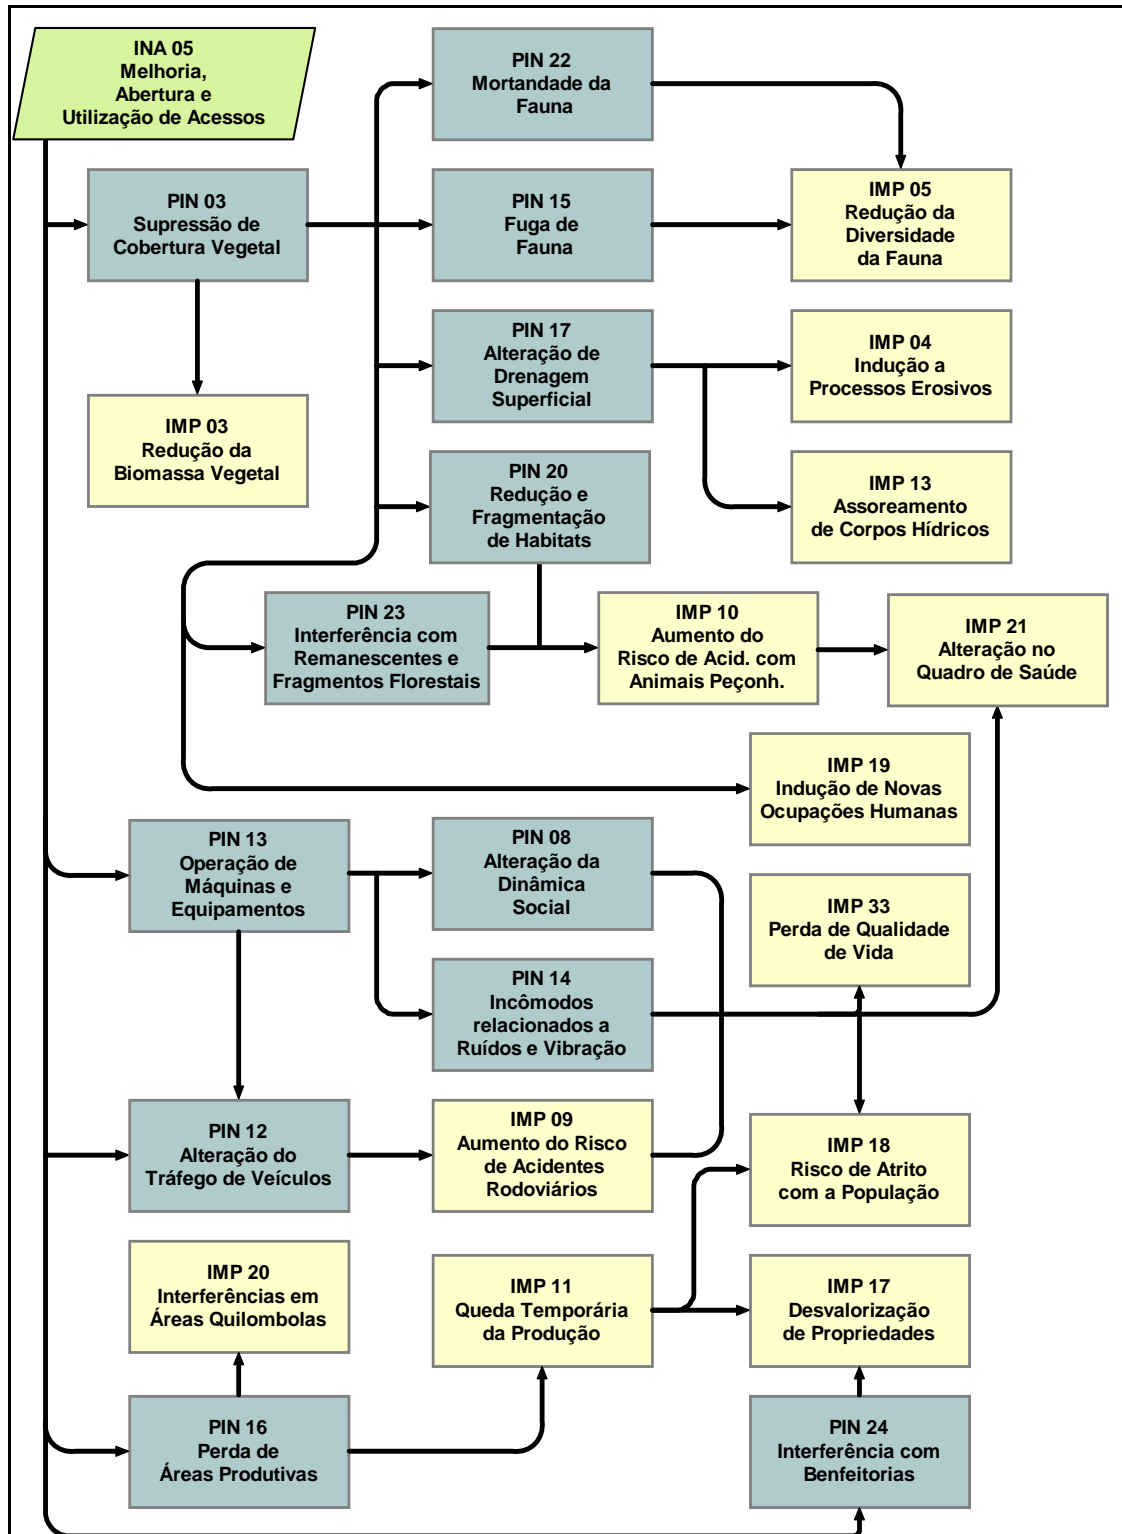 INA 05
Melhoria,
Abertura e
Utilização de Acessos
PIN 22
Mortandade da
Fauna
PIN 03
Supressão de
Cobertura Vegetal
PIN 15
Fuga de
Fauna
IMP 05
Redução da
Diversidade
da Fauna
PIN 17
Alteração de
Drenagem
Superficial
IMP 04
Indução a
Processos Erosivos
IMP 03
Redução da
Biomassa Vegetal
PIN 20
Redução e
Fragmentação
de Habitats
IMP 13
Assoreamento
de Corpos Hídricos
PIN 23
Interferência com
Remanescentes e
Fragmentos Florestais
IMP 10
Aumento do
Risco de Acid. com
Animais Peçonh.
IMP 21
Alteração no
Quadro de Saúde
IMP 19
Indução de Novas
Ocupações Humanas
PIN 13
Operação de
Máquinas e
Equipamentos
PIN 08
Alteração da
Dinâmica
Social
IMP 33
Perda de Qualidade
de Vida
PIN 14
Incômodos
relacionados a
Ruídos e Vibração
PIN 12
Alteração do
Tráfego de Veículos
IMP 09
Aumento do Risco
de Acidentes
Rodoviários
IMP 18
Risco de Atrito
com a População
IMP 20
Interferências em
Áreas Quilombolas
IMP 11
Queda Temporária
da Produção
IMP 17
Desvalorização
de Propriedades
PIN 16
Perda de
Áreas Produtivas
PIN 24
Interferência com
Benfeitorias